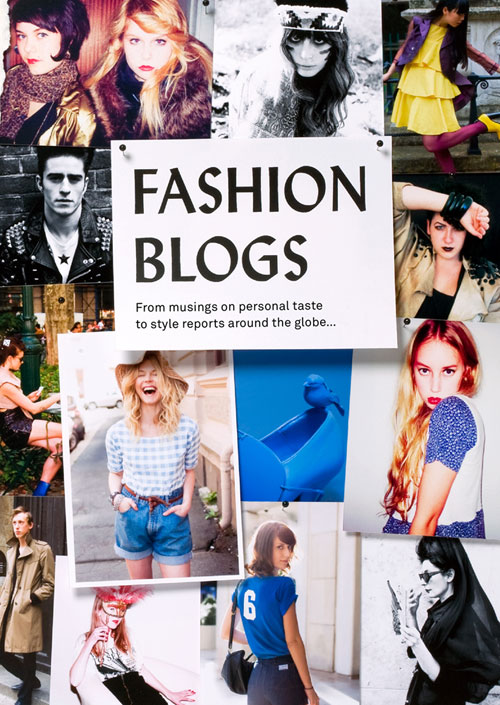 FASHION
BLOGS
From musings on personal taste
to style reports around the globe...
6